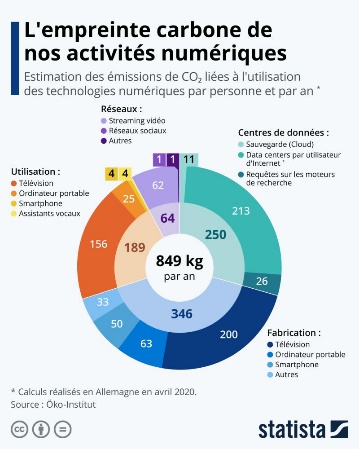 L'empreinte carbone de
nos activités numériques
Estimation des émissions de CO₂ liées à l'utilisation
des technologies numériques par personne et par an *
Réseaux :
Streaming vidéo
Réseaux sociaux
Autres
Centres de données :
Sauvegarde (Cloud)
Data centers par utilisateur
d'Internet ¹
Requêtes sur les moteurs
de recherche
Utilisation :
Télévision
Ordinateur portable
Smartphone
Assistants vocaux
1 1 11
4 4
62
25
213
64
156
189
250
849 kg
par an
26
33
346
50
63
200
Fabrication :
Télévision
Ordinateur portable
Smartphone
Autres
* Calculs réalisés en Allemagne en avril 2020.
Source : Öko-Institut
cc
statista